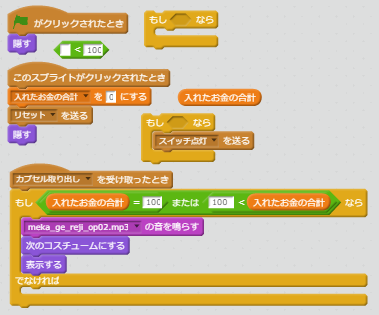 がクリックされたとき
隠す
< 100
もし なら
このスプライトがクリックされたとき
入れたお金の合計 を 0 にする
入れたお金の合計
リセット を送る
隠す
もし なら
スイッチ点灯 を送る
カプセル取り出し を受け取ったとき
もし 入れたお金の合計 = 100 または 100 < 入れたお金の合計 なら
meka_ge_reji_op02.mp3 の音を鳴らす
次のコスチュームにする
表示する
でなければ